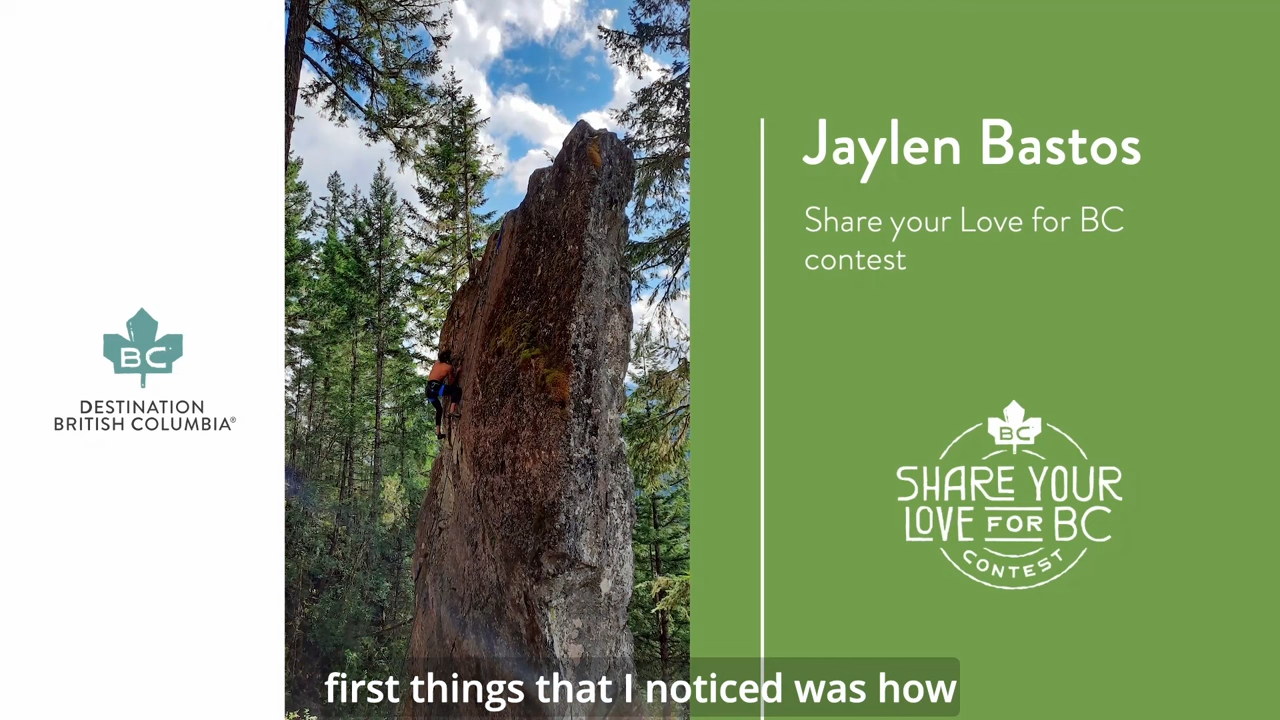 BC
DESTINATION
BRITISH COLUMBIA®
Jaylen Bastos
Share your Love for BC
contest
BC
SHARE YOUR
LOVE FOR BC
CONTEST
first things that I noticed was how